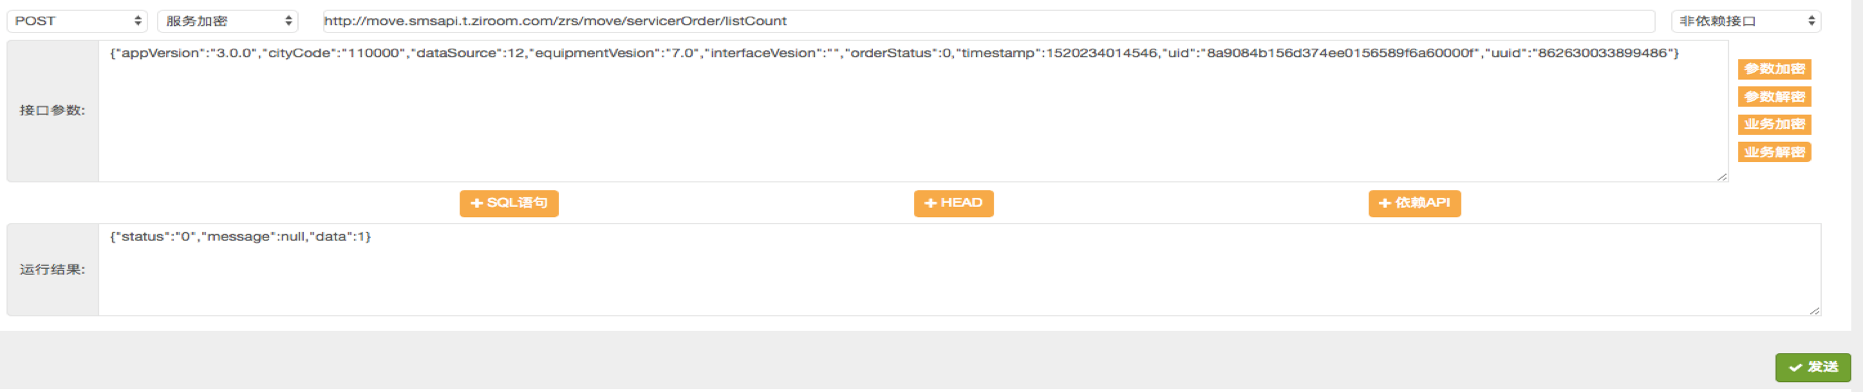 POST 服务加密 http://move.smsapi.t.ziroom.com/zrs/move/servicerOrder/listCount 非依赖接口
接口参数:
{"appVersion":"3.0.0","cityCode":"110000","dataSource":12,"equipmentVesion":"7.0","interfaceVesion":"","orderStatus":0,"timestamp":1520234014546,"uid":"8a9084b156d374ee0156589f6a60000f","uuid":"862630033899486"}
参数加密
参数解密
业务加密
业务解密
+ SQL语句 + HEAD + 依赖API
运行结果:
{"status":"0","message":null,"data":1}
发送